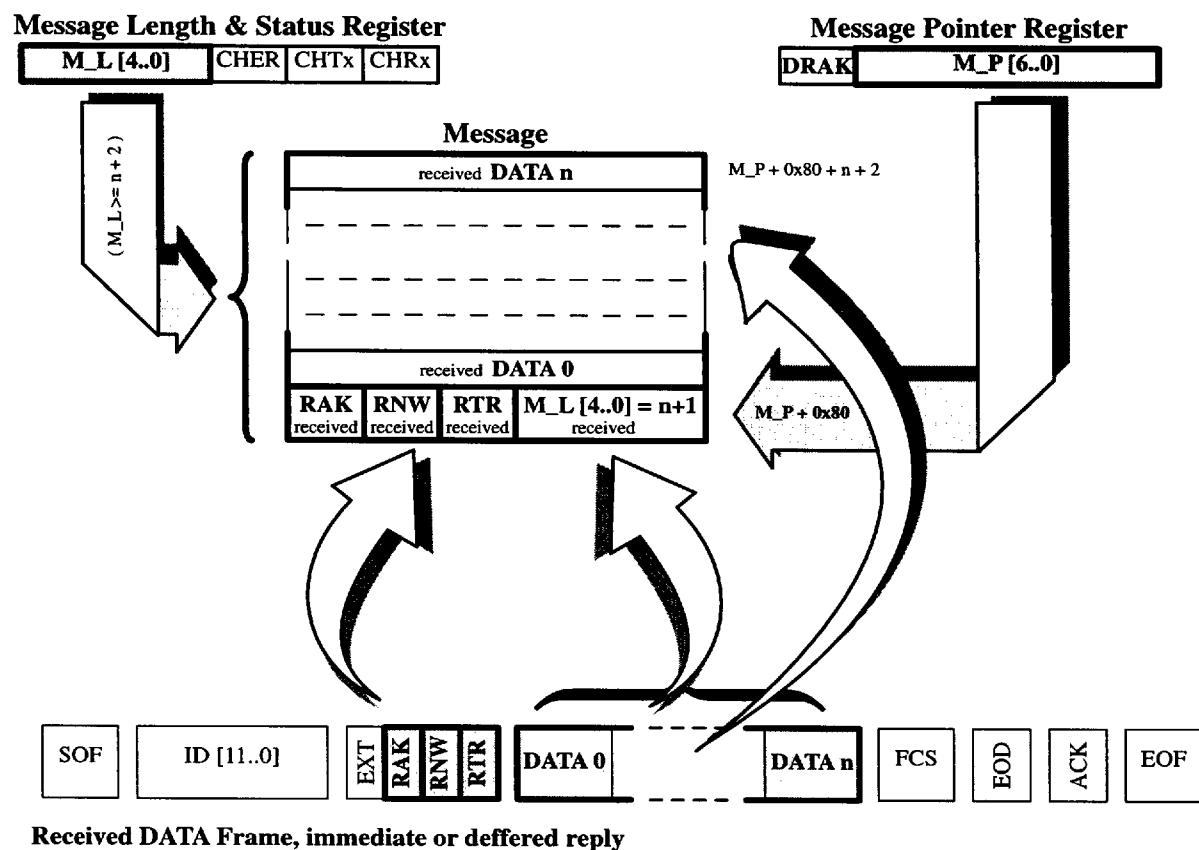 Message Length & Status Register
M_L [4..0] CHER CHTx CHRx
Message Pointer Register
DRAK M_P [6..0]
( M_L >= n + 2 )
Message
received DATA n
M_P + 0x80 + n + 2
received DATA 0
RAK RNW RTR M_L [4..0] = n+1
received received received received
M_P + 0x80
SOF ID [11..0] EXT RAK RNW RTR DATA 0 DATA n FCS EOD ACK EOF
Received DATA Frame, immediate or deffered reply